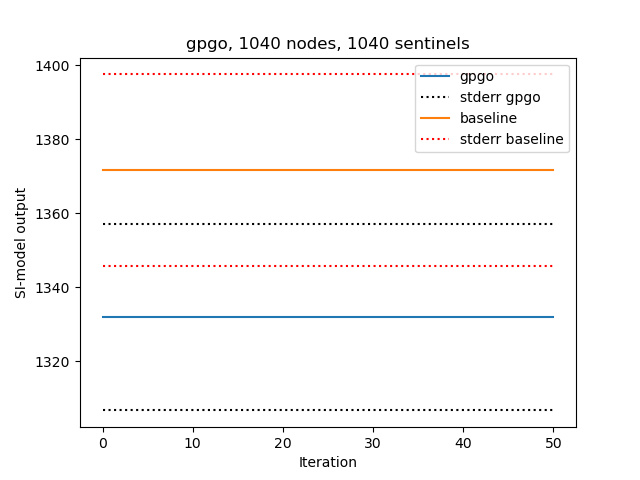 gpgo, 1040 nodes, 1040 sentinels
1400
1380
1360
1340
1320
SI-model output
gpgo
stderr gpgo
baseline
stderr baseline
0 10 20 30 40 50
Iteration